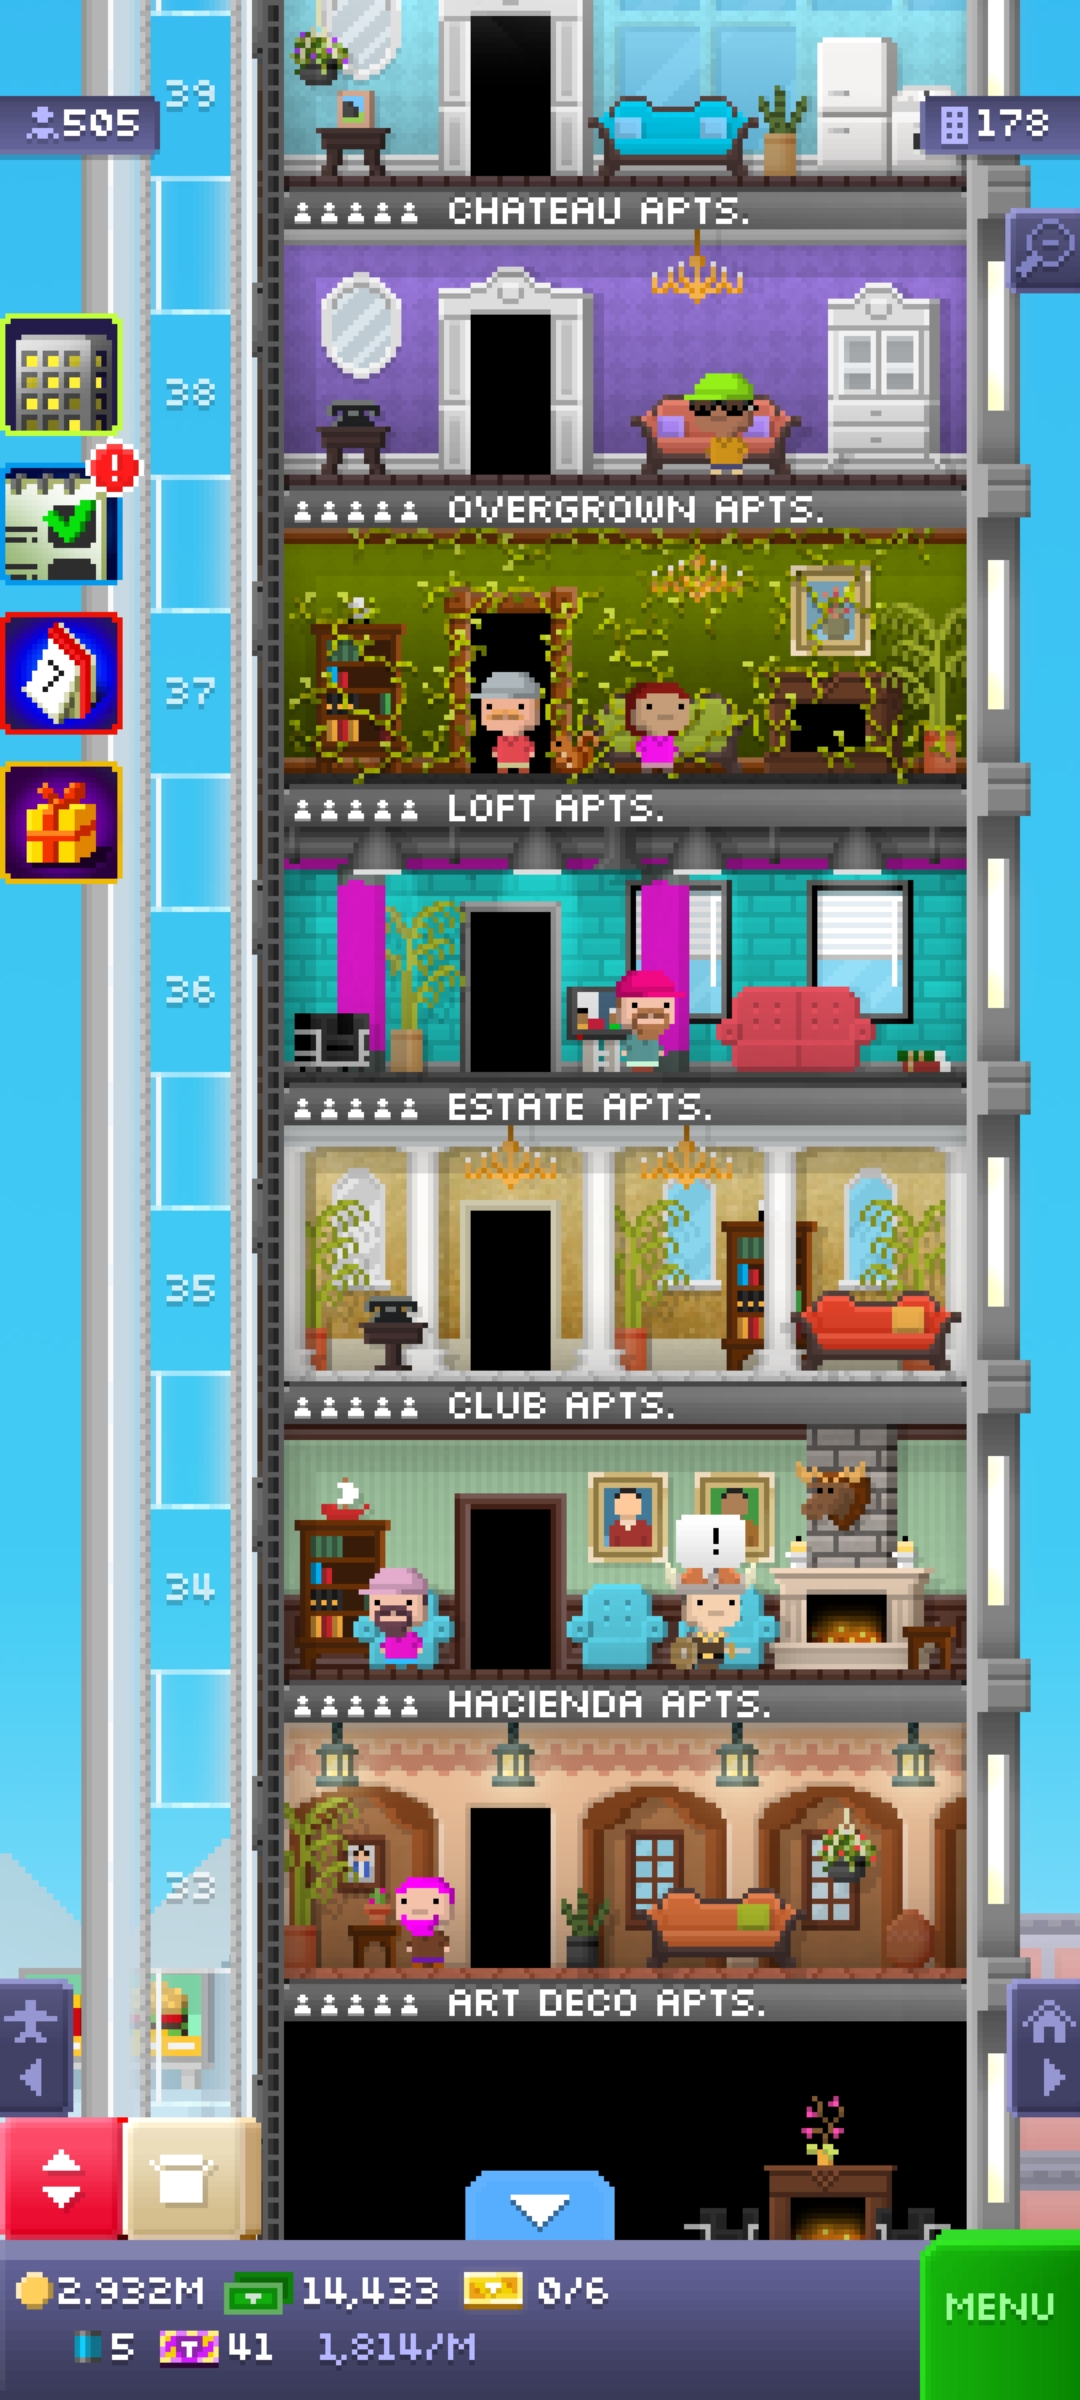 39
505
178
CHATEAU APTS.
38
OVERGROWN APTS.
37
LOFT APTS.
36
ESTATE APTS.
35
CLUB APTS.
!
34
HACIENDA APTS.
33
ART DECO APTS.
2.932M 14,433 0/6
5 T 41 1,814/M
MENU